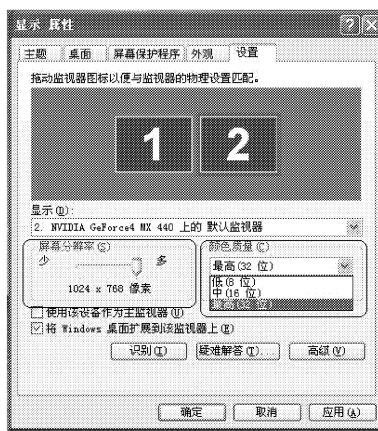 显示 属性
主题 桌面 屏幕保护程序 外观 设置
拖动监视器图标以便与监视器的物理设置匹配。
1 2
显示(D):
2. NVIDIA GeForce4 MX 440 上的 默认监视器
屏幕分辨率(S) 颜色质量(C)
少 多 最高(32 位)
低(8 位)
1024 x 768 像素 中(16 位)
最高(32 位)
使用该设备作为主监视器(U)
将 Windows 桌面扩展到该监视器上(E)
识别(I) 疑难解答(T)... 高级(V)
确定 取消 应用(A)